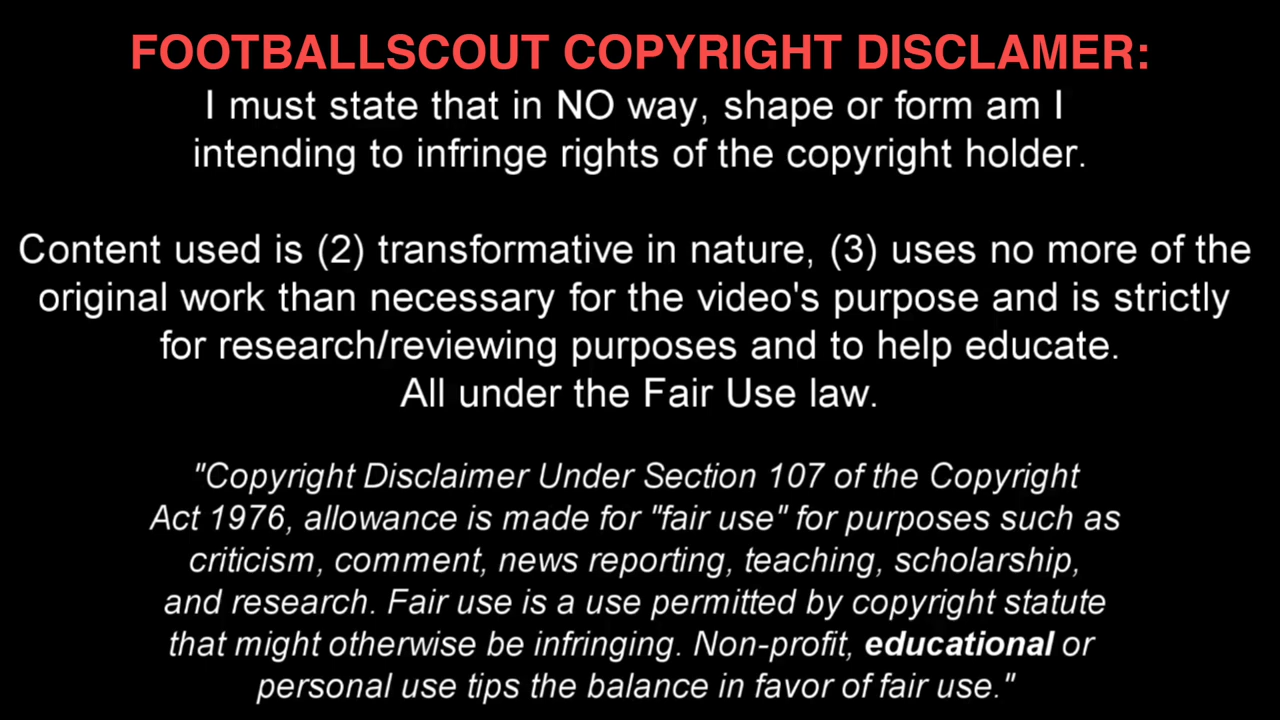 FOOTBALLSCOUT COPYRIGHT DISCLAMER:
I must state that in NO way, shape or form am I
intending to infringe rights of the copyright holder.
Content used is (2) transformative in nature, (3) uses no more of the
original work than necessary for the video's purpose and is strictly
for research/reviewing purposes and to help educate.
All under the Fair Use law.
"Copyright Disclaimer Under Section 107 of the Copyright
Act 1976, allowance is made for "fair use" for purposes such as
criticism, comment, news reporting, teaching, scholarship,
and research. Fair use is a use permitted by copyright statute
that might otherwise be infringing. Non-profit, educational or
personal use tips the balance in favor of fair use."